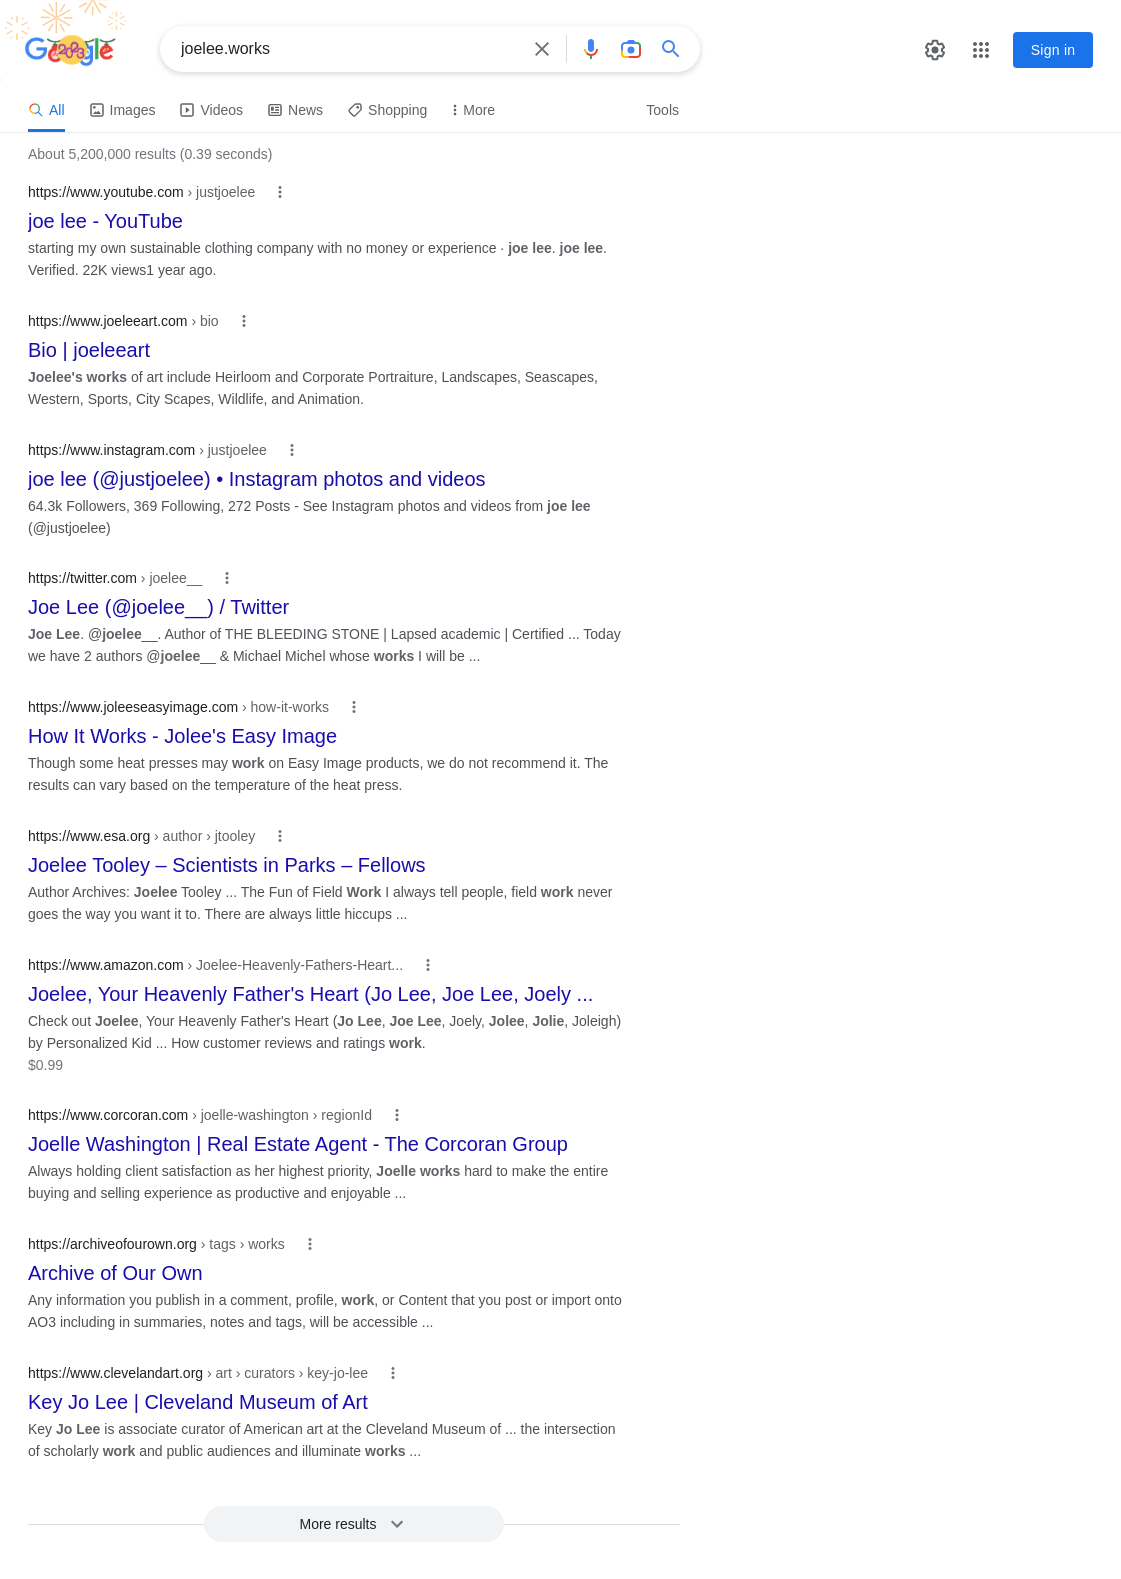 Google
joelee.works
Sign in
All Images Videos News Shopping More Tools
About 5,200,000 results (0.39 seconds)
https://www.youtube.com › justjoelee
joe lee - YouTube
starting my own sustainable clothing company with no money or experience · joe lee. joe lee.
Verified. 22K views1 year ago.
https://www.joeleeart.com › bio
Bio | joeleeart
Joelee's works of art include Heirloom and Corporate Portraiture, Landscapes, Seascapes,
Western, Sports, City Scapes, Wildlife, and Animation.
https://www.instagram.com › justjoelee
joe lee (@justjoelee) • Instagram photos and videos
64.3k Followers, 369 Following, 272 Posts - See Instagram photos and videos from joe lee
(@justjoelee)
https://twitter.com › joelee__
Joe Lee (@joelee__) / Twitter
Joe Lee. @joelee__. Author of THE BLEEDING STONE | Lapsed academic | Certified ... Today
we have 2 authors @joelee__ & Michael Michel whose works I will be ...
https://www.joleeseasyimage.com › how-it-works
How It Works - Jolee's Easy Image
Though some heat presses may work on Easy Image products, we do not recommend it. The
results can vary based on the temperature of the heat press.
https://www.esa.org › author › jtooley
Joelee Tooley – Scientists in Parks – Fellows
Author Archives: Joelee Tooley ... The Fun of Field Work I always tell people, field work never
goes the way you want it to. There are always little hiccups ...
https://www.amazon.com › Joelee-Heavenly-Fathers-Heart...
Joelee, Your Heavenly Father's Heart (Jo Lee, Joe Lee, Joely ...
Check out Joelee, Your Heavenly Father's Heart (Jo Lee, Joe Lee, Joely, Jolee, Jolie, Joleigh)
by Personalized Kid ... How customer reviews and ratings work.
$0.99
https://www.corcoran.com › joelle-washington › regionId
Joelle Washington | Real Estate Agent - The Corcoran Group
Always holding client satisfaction as her highest priority, Joelle works hard to make the entire
buying and selling experience as productive and enjoyable ...
https://archiveofourown.org › tags › works
Archive of Our Own
Any information you publish in a comment, profile, work, or Content that you post or import onto
AO3 including in summaries, notes and tags, will be accessible ...
https://www.clevelandart.org › art › curators › key-jo-lee
Key Jo Lee | Cleveland Museum of Art
Key Jo Lee is associate curator of American art at the Cleveland Museum of ... the intersection
of scholarly work and public audiences and illuminate works ...
More results